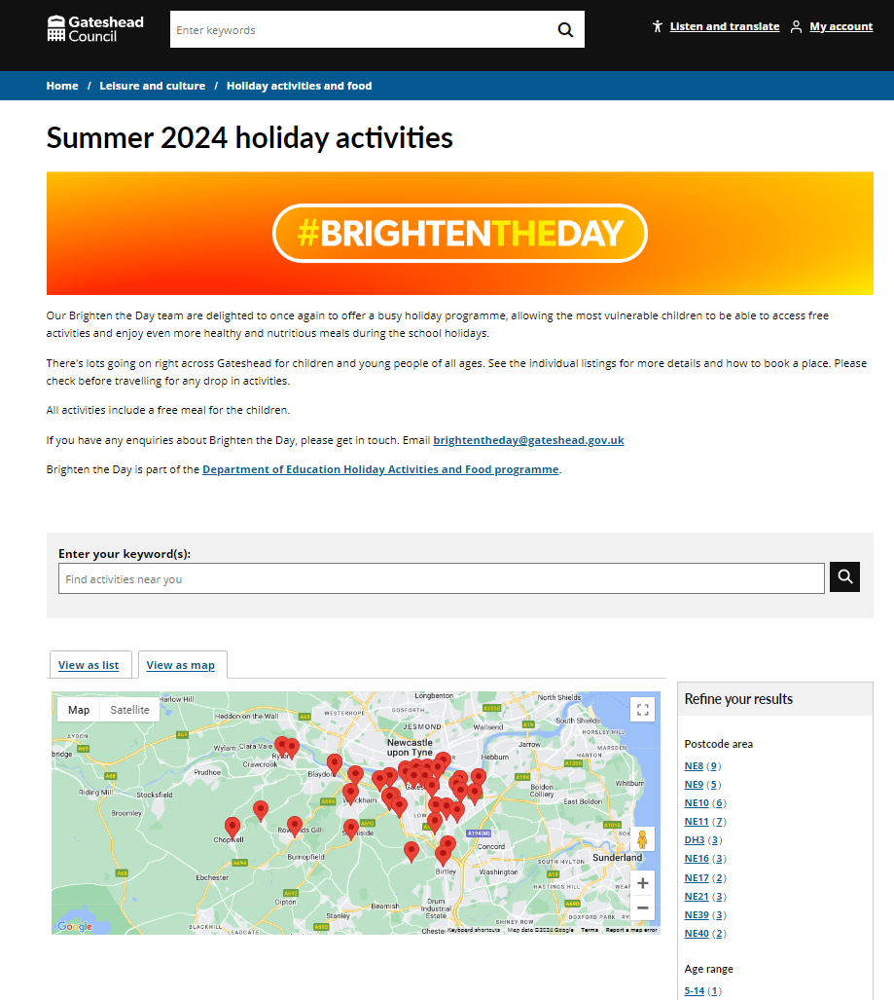 Gateshead
Council
Enter keywords
Listen and translate
My account
Home / Leisure and culture / Holiday activities and food
Summer 2024 holiday activities
#BRIGHTENTHEDAY
Our Brighten the Day team are delighted to once again to offer a busy holiday programme, allowing the most vulnerable children to be able to access free
activities and enjoy even more healthy and nutritious meals during the school holidays.
There's lots going on right across Gateshead for children and young people of all ages. See the individual listings for more details and how to book a place. Please
check before travelling for any drop in activities.
All activities include a free meal for the children.
If you have any enquiries about Brighten the Day, please get in touch. Email brightentheday@gateshead.gov.uk
Brighten the Day is part of the Department of Education Holiday Activities and Food programme.
Enter your keyword(s):
Find activities near you
View as list
View as map
Map
Satellite
Harlow Hill
Longbenton
North Shields
Heddon-on-the-Wall
WESTERHOPE
GOSFORTH
JESMOND
Wallsend
South Shields
HORSLEY HILL
AYDON
Wylam
Clara Vale
Newcastle
upon Tyne
Jarrow
MARSDEN
HARTON
Crawcrook
Hebburn
Prudhoe
Blaydon
Whitburn
Riding Mill
Stocksfield
Boldon
Colliery
East Boldon
Broomley
Chopwell
Bumpfield
Concord
Sunderland
SOUTH HYLTON
Ebchester
Birtley
Washington
HASTINGS HILL
Dipton
Beamish
Drum
Industrial
Estate
Stanley
SHINEY ROW
DOXFORD PARK
BLACKHILL
LEADGATE
Google
Keyboard shortcuts
Map data ©2024 Google
Terms
Report a map error
Refine your results
Postcode area
NE8 (9)
NE9 (5)
NE10 (6)
NE11 (7)
DH3 (3)
NE16 (3)
NE17 (2)
NE21 (3)
NE39 (3)
NE40 (2)
Age range
5-14 (1)